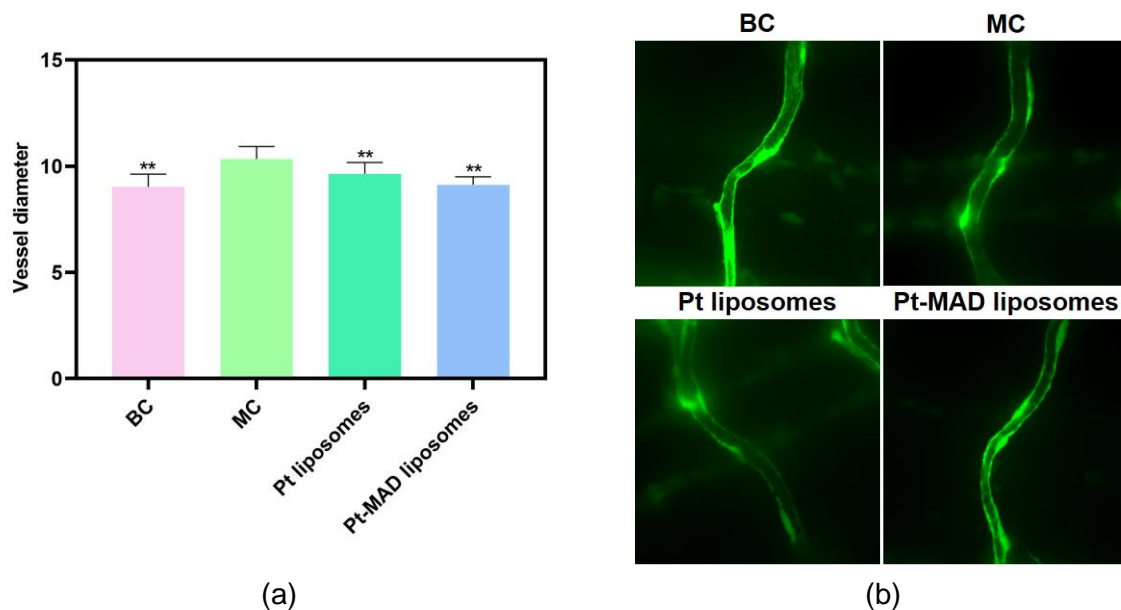 BC MC
15
10
5
0
Vessel diameter
** ** **
BC MC Pt liposomes Pt-MAD liposomes
Pt liposomes Pt-MAD liposomes
(a) (b)